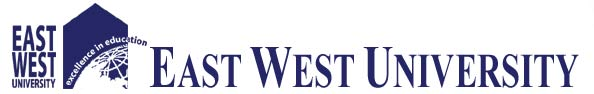 EAST
WEST
UNIVERSITY
excellence in education
EAST WEST UNIVERSITY